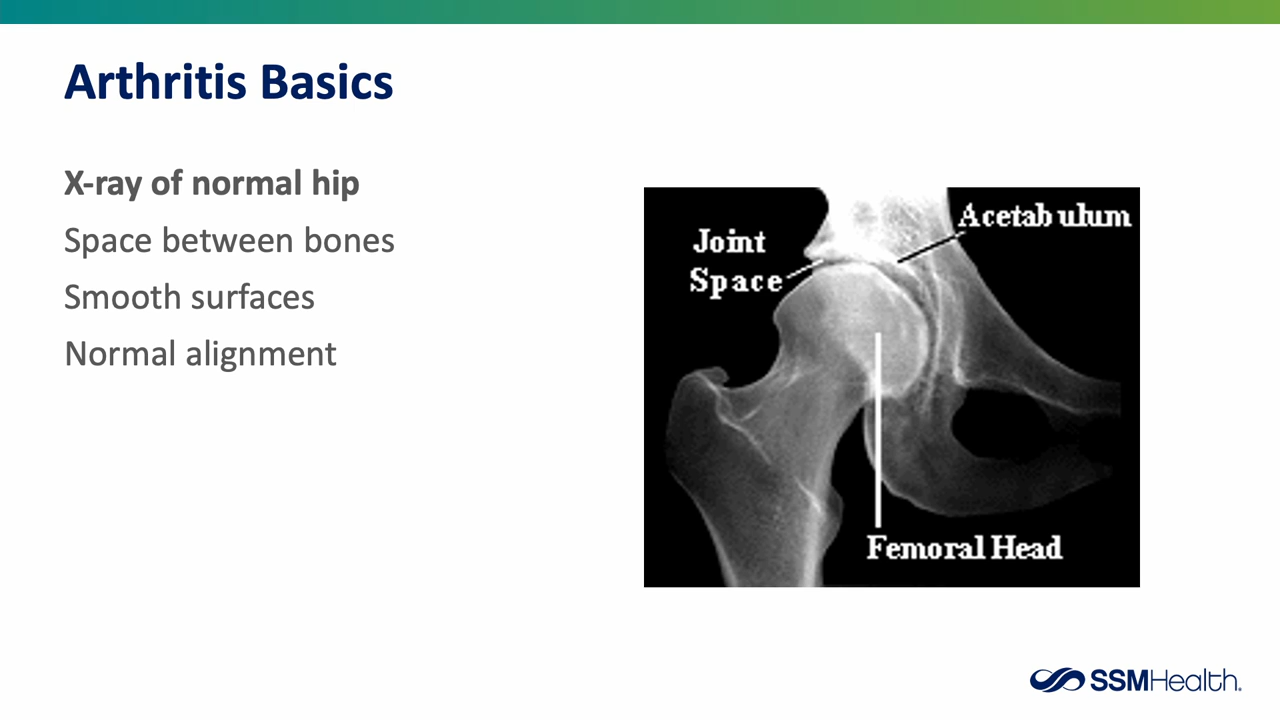 Arthritis Basics
X-ray of normal hip
Space between bones
Smooth surfaces
Normal alignment
Joint
Space
Acetab ulum
Femoral Head
SSMHealth.